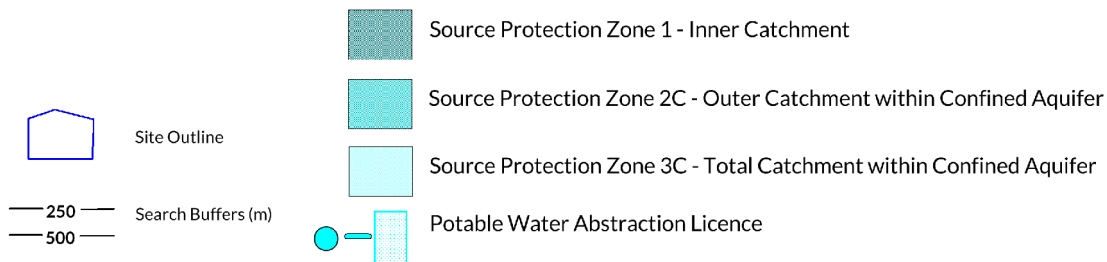 Site Outline
250
500
Search Buffers (m)
Source Protection Zone 1 - Inner Catchment
Source Protection Zone 2C - Outer Catchment within Confined Aquifer
Source Protection Zone 3C - Total Catchment within Confined Aquifer
Potable Water Abstraction Licence